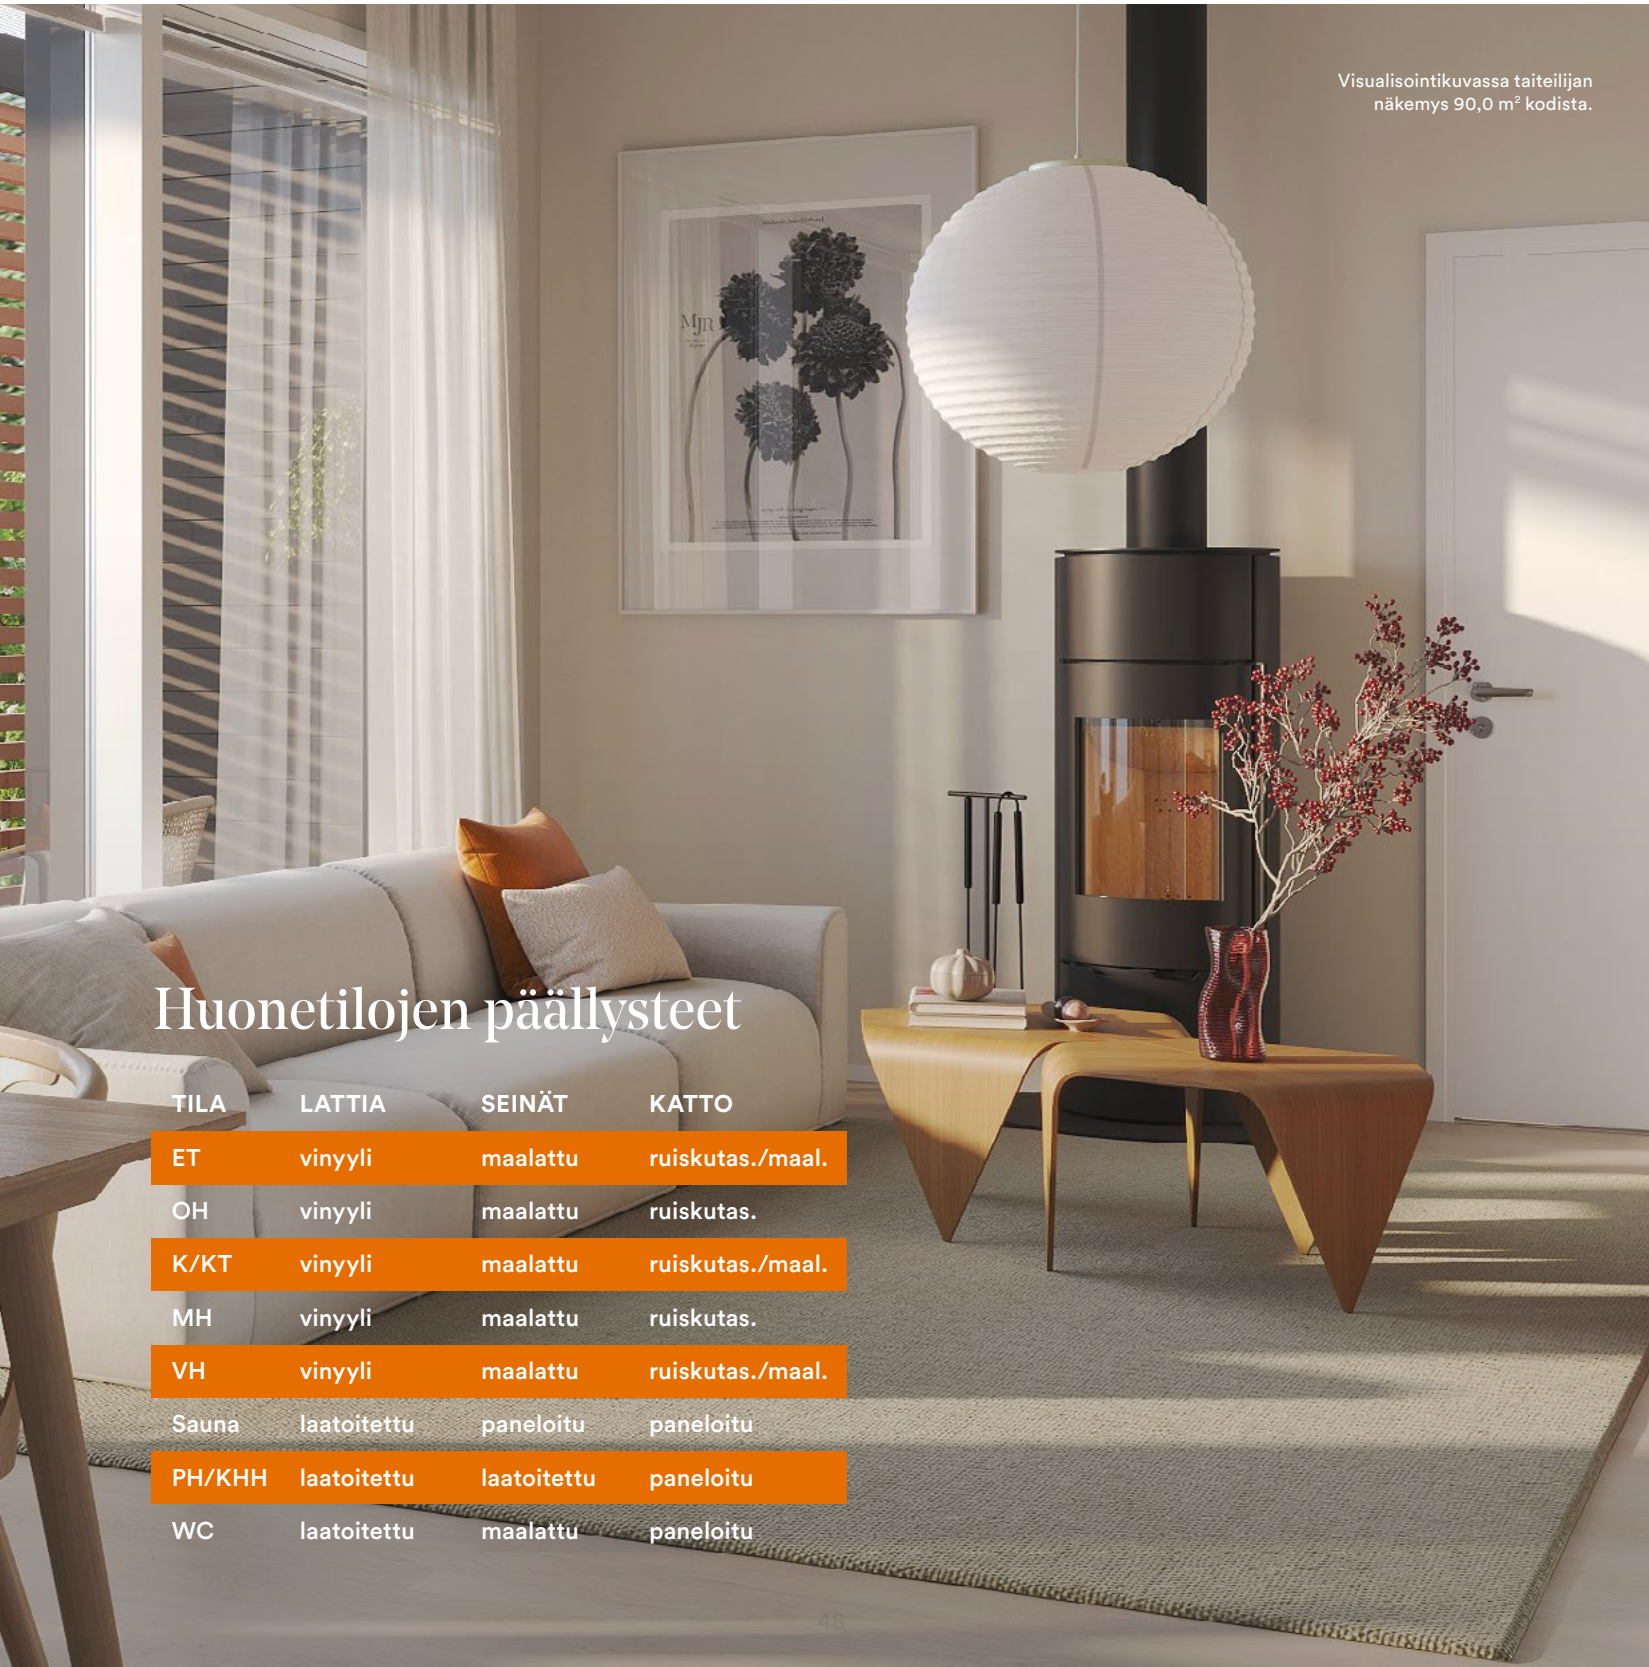 Visualisointikuvassa taiteilijan
näkemys 90,0 m² kodista.
MJR
Huonetilojen päällysteet
TILA LATTIA SEINÄT KATTO
ET vinyyli maalattu ruiskutas./maal.
OH vinyyli maalattu ruiskutas.
K/KT vinyyli maalattu ruiskutas./maal.
MH vinyyli maalattu ruiskutas.
VH vinyyli maalattu ruiskutas./maal.
Sauna laatoitettu paneloitu paneloitu
PH/KHH laatoitettu laatoitettu paneloitu
WC laatoitettu maalattu paneloitu
48